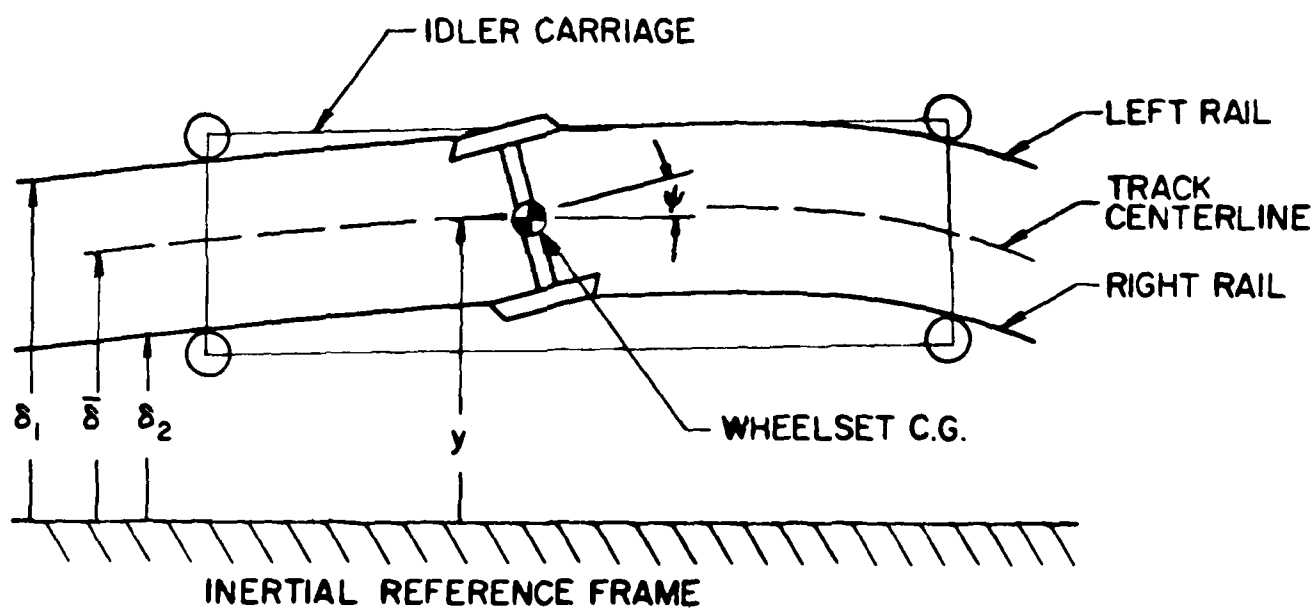 IDLER CARRIAGE
LEFT RAIL
TRACK
CENTERLINE
RIGHT RAIL
ψ
δ₁
δ̄
δ₂
y
WHEELSET C.G.
INERTIAL REFERENCE FRAME